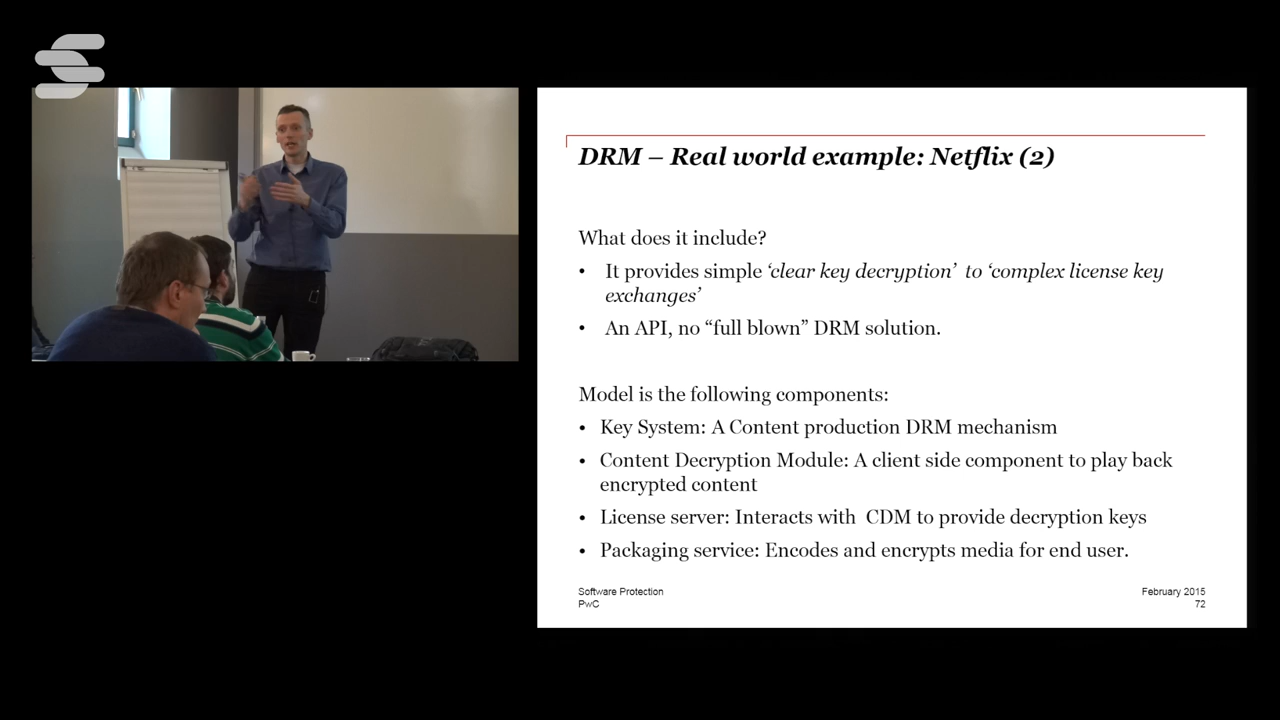 DRM – Real world example: Netflix (2)
What does it include?
• It provides simple ‘clear key decryption’ to ‘complex license key
exchanges’
• An API, no “full blown” DRM solution.
Model is the following components:
• Key System: A Content production DRM mechanism
• Content Decryption Module: A client side component to play back
encrypted content
• License server: Interacts with CDM to provide decryption keys
• Packaging service: Encodes and encrypts media for end user.
Software Protection
PwC
February 2015
72